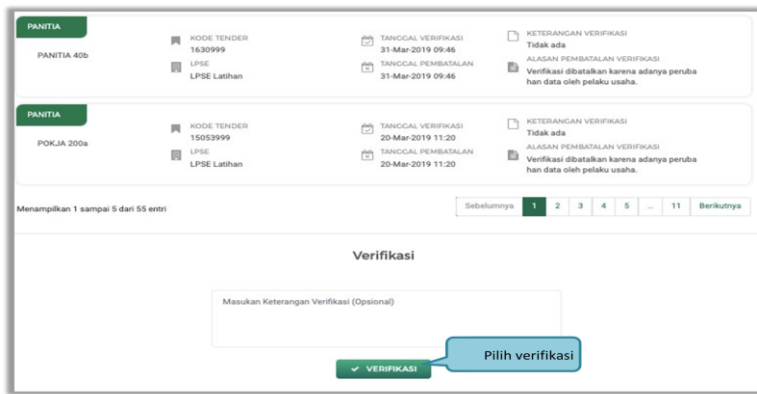 PANITIA
PANITIA 40b
KODE TENDER
1630999
LPSE
LPSE Latihan
TANGGAL VERIFIKASI
31-Mar-2019 09:46
TANGGAL PEMBATALAN
31-Mar-2019 09:46
KETERANGAN VERIFIKASI
Tidak ada
ALASAN PEMBATALAN VERIFIKASI
Verifikasi dibatalkan karena adanya peruba
han data oleh pelaku usaha.
PANITIA
POKJA 200a
KODE TENDER
15053999
LPSE
LPSE Latihan
TANGGAL VERIFIKASI
20-Mar-2019 11:20
TANGGAL PEMBATALAN
20-Mar-2019 11:20
KETERANGAN VERIFIKASI
Tidak ada
ALASAN PEMBATALAN VERIFIKASI
Verifikasi dibatalkan karena adanya peruba
han data oleh pelaku usaha.
Menampilkan 1 sampai 5 dari 55 entri
Sebelumnya 1 2 3 4 5 ... 11 Berikutnya
Verifikasi
Masukan Keterangan Verifikasi (Opsional)
Pilih verifikasi
VERIFIKASI